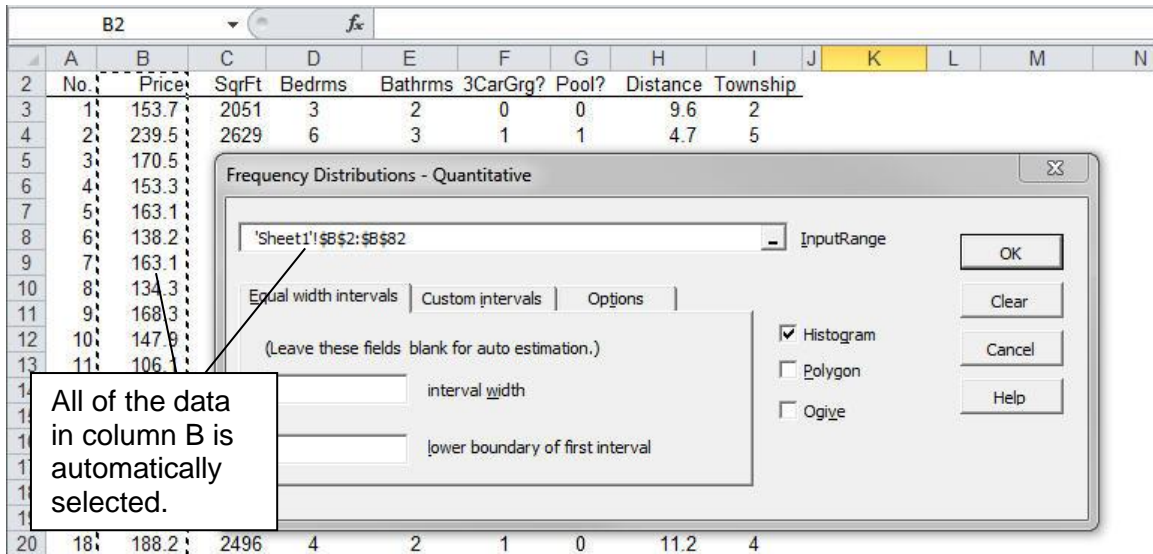 B2 fx
A B C D E F G H I J K L M N
2 No. Price SqrFt Bedrms Bathrms 3CarGrg? Pool? Distance Township
3 1 153.7 2051 3 2 0 0 9.6 2
4 2 239.5 2629 6 3 1 1 4.7 5
5 3 170.5
Frequency Distributions - Quantitative
6 4 153.3
7 5 163.1
8 6 138.2
'Sheet1'!$B$2:$B$82 InputRange
OK
9 7 163.1
10 8 134.3
Equal width intervals Custom intervals Options
Clear
11 9 168.3
12 10 147.9
(Leave these fields blank for auto estimation.)
Histogram
Cancel
13 11 106.1
Polygon
interval width
Help
Ogive
lower boundary of first interval
All of the data
in column B is
automatically
selected.
20 18 188.2 2496 4 2 1 0 11.2 4